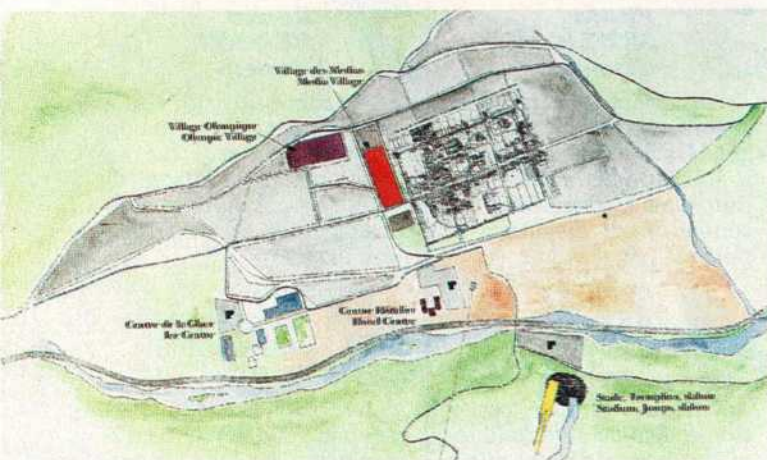 Village des Médias
Media Village
Village Olympique
Olympic Village
Centre de la Glace
Ice Centre
Centre Hôtelier
Hotel Centre
Stade, Tremplins, slalom
Stadium, Jumps, slalom
P
P
P